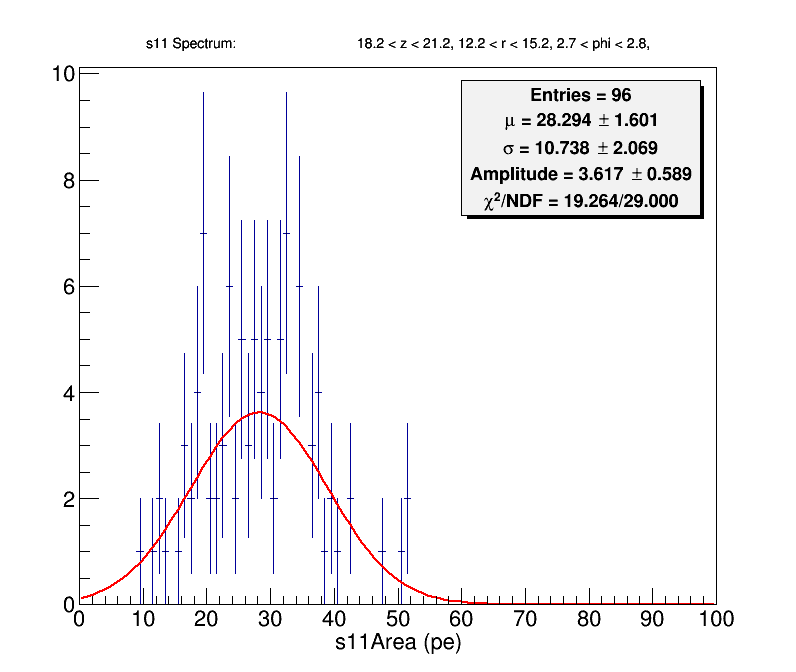 s11 Spectrum: 18.2 < z < 21.2, 12.2 < r < 15.2, 2.7 < phi < 2.8,
Entries = 96
μ = 28.294 ± 1.601
σ = 10.738 ± 2.069
Amplitude = 3.617 ± 0.589
χ²/NDF = 19.264/29.000
10
8
6
4
2
0
0 10 20 30 40 50 60 70 80 90 100
s11Area (pe)